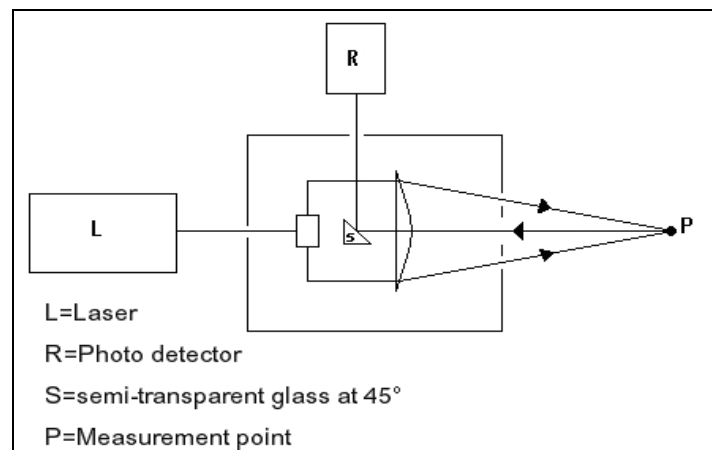 R
L
S
P
L=Laser
R=Photo detector
S=semi-transparent glass at 45°
P=Measurement point